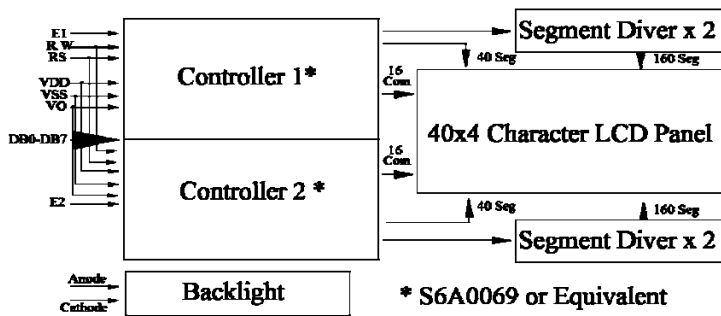 E1
R/W
RS
VDD
VSS
VO
DB0-DB7
E2
Controller 1*
Controller 2 *
Segment Diver x 2
40 Seg
160 Seg
16
Com
40x4 Character LCD Panel
16
Com
40 Seg
160 Seg
Segment Diver x 2
Anode
Cathode
Backlight
* S6A0069 or Equivalent